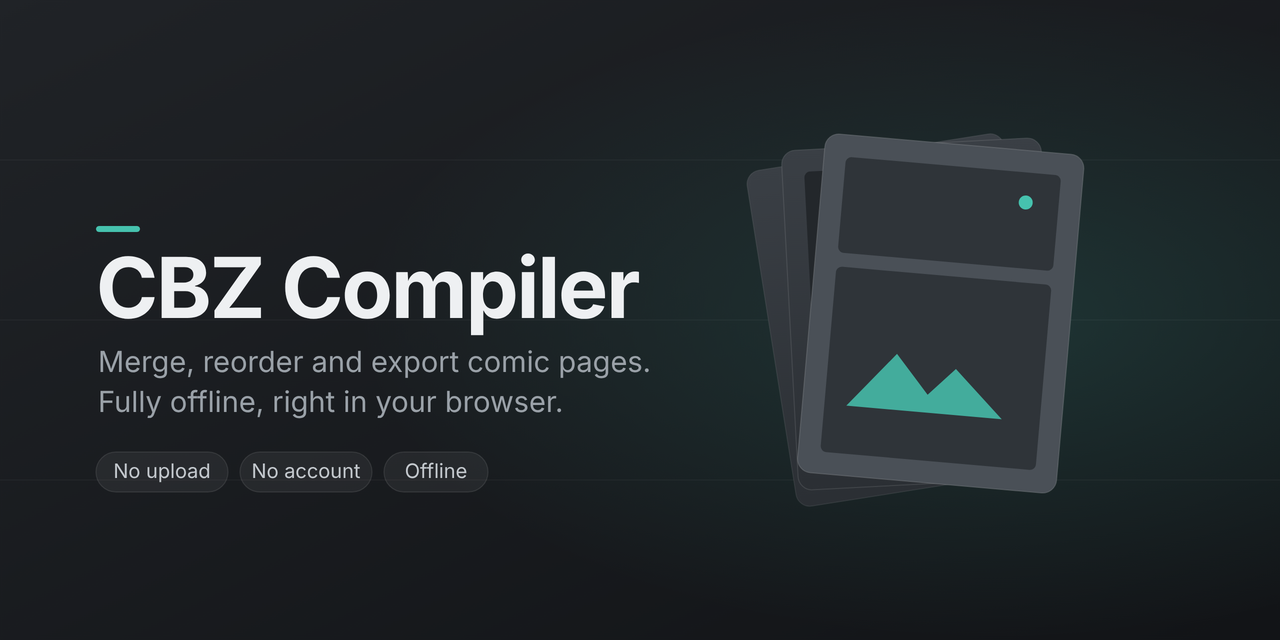 CBZ Compiler
Merge, reorder and export comic pages.
Fully offline, right in your browser.
No upload
No account
Offline